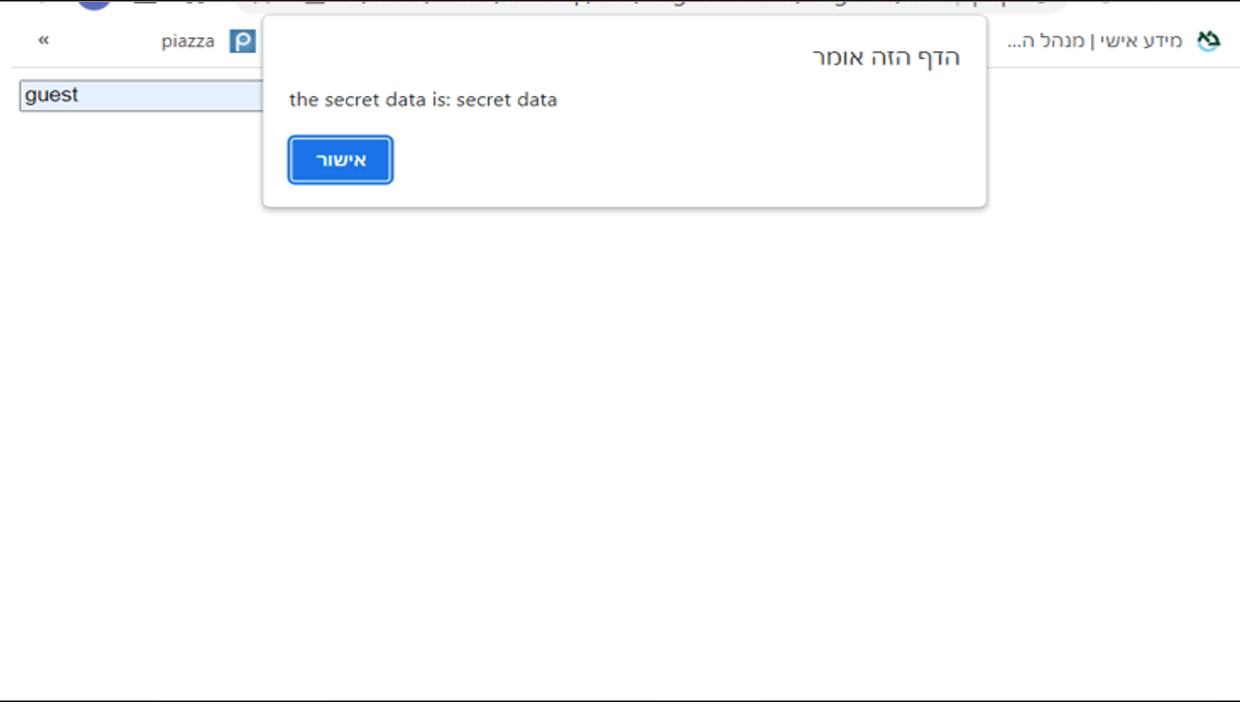 מידע אישי | מנהל ה...
piazza
«
הדף הזה אומר
the secret data is: secret data
אישור
guest